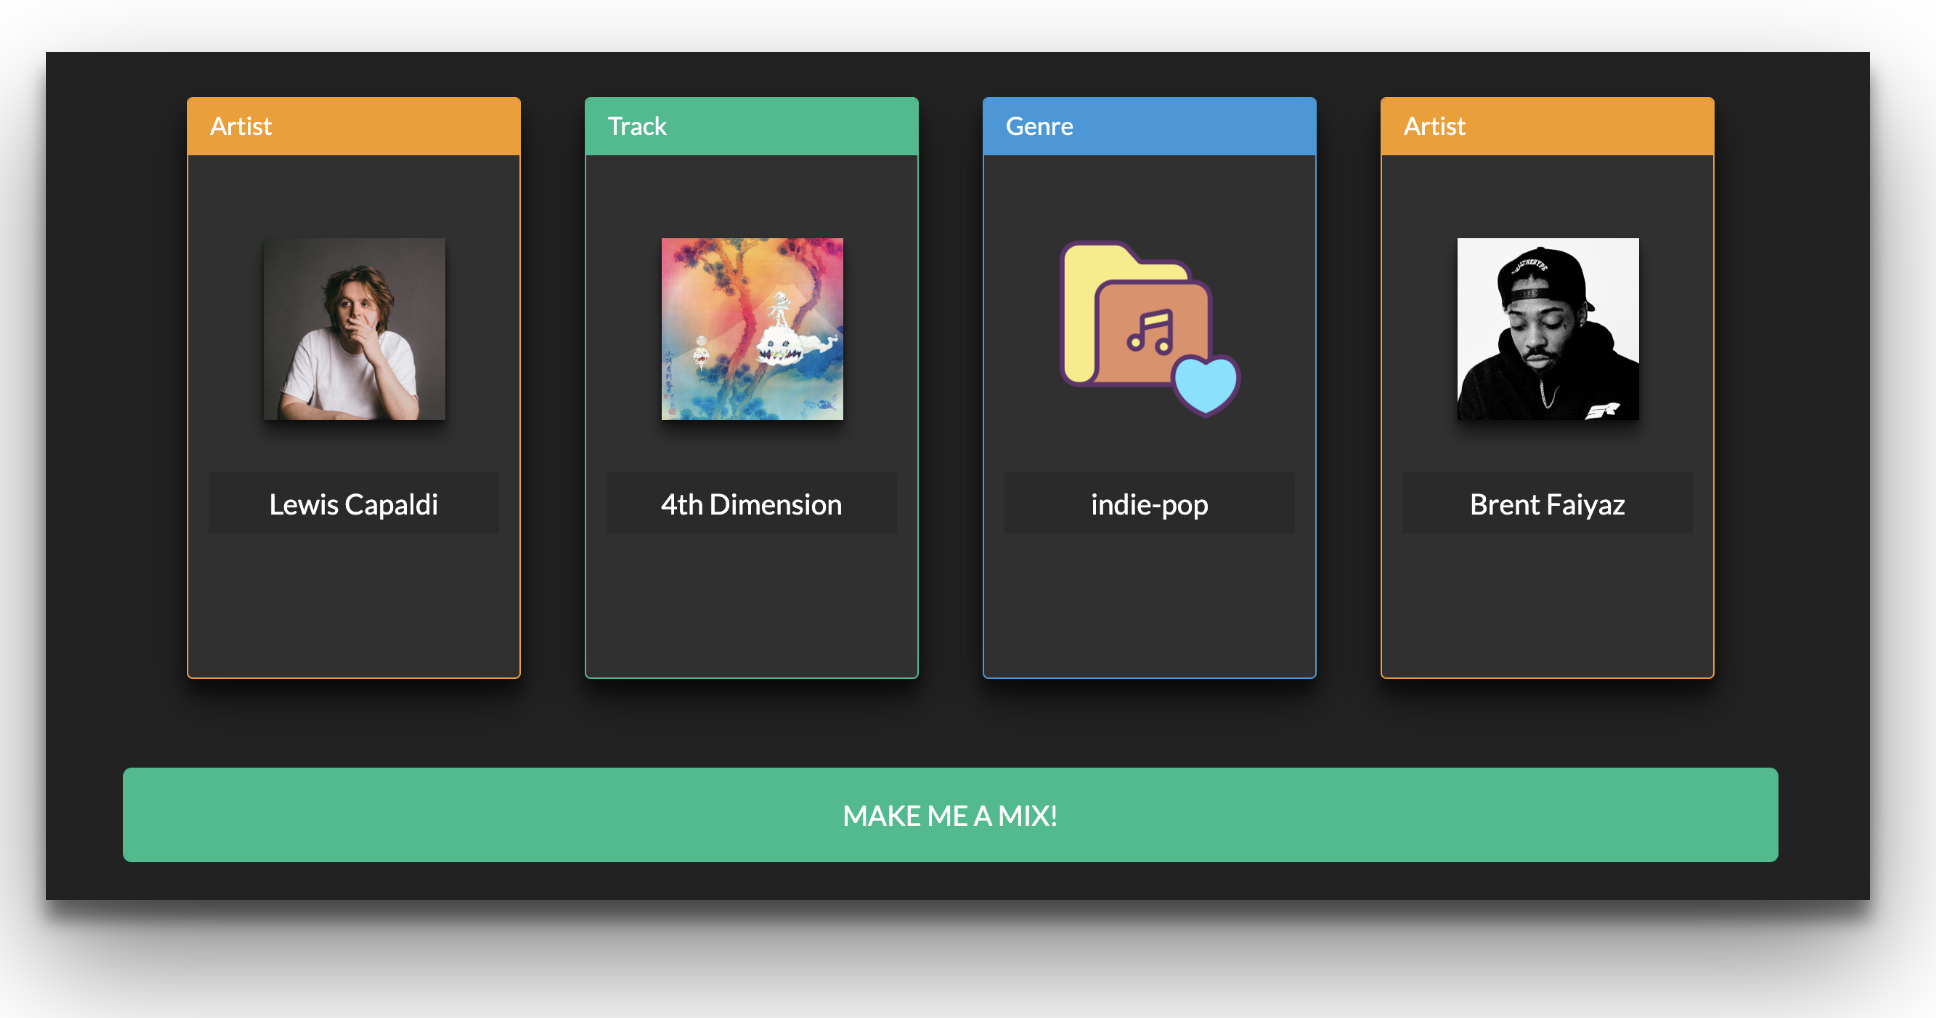 Artist
Track
Genre
Artist
Lewis Capaldi
4th Dimension
indie-pop
Brent Faiyaz
MAKE ME A MIX!